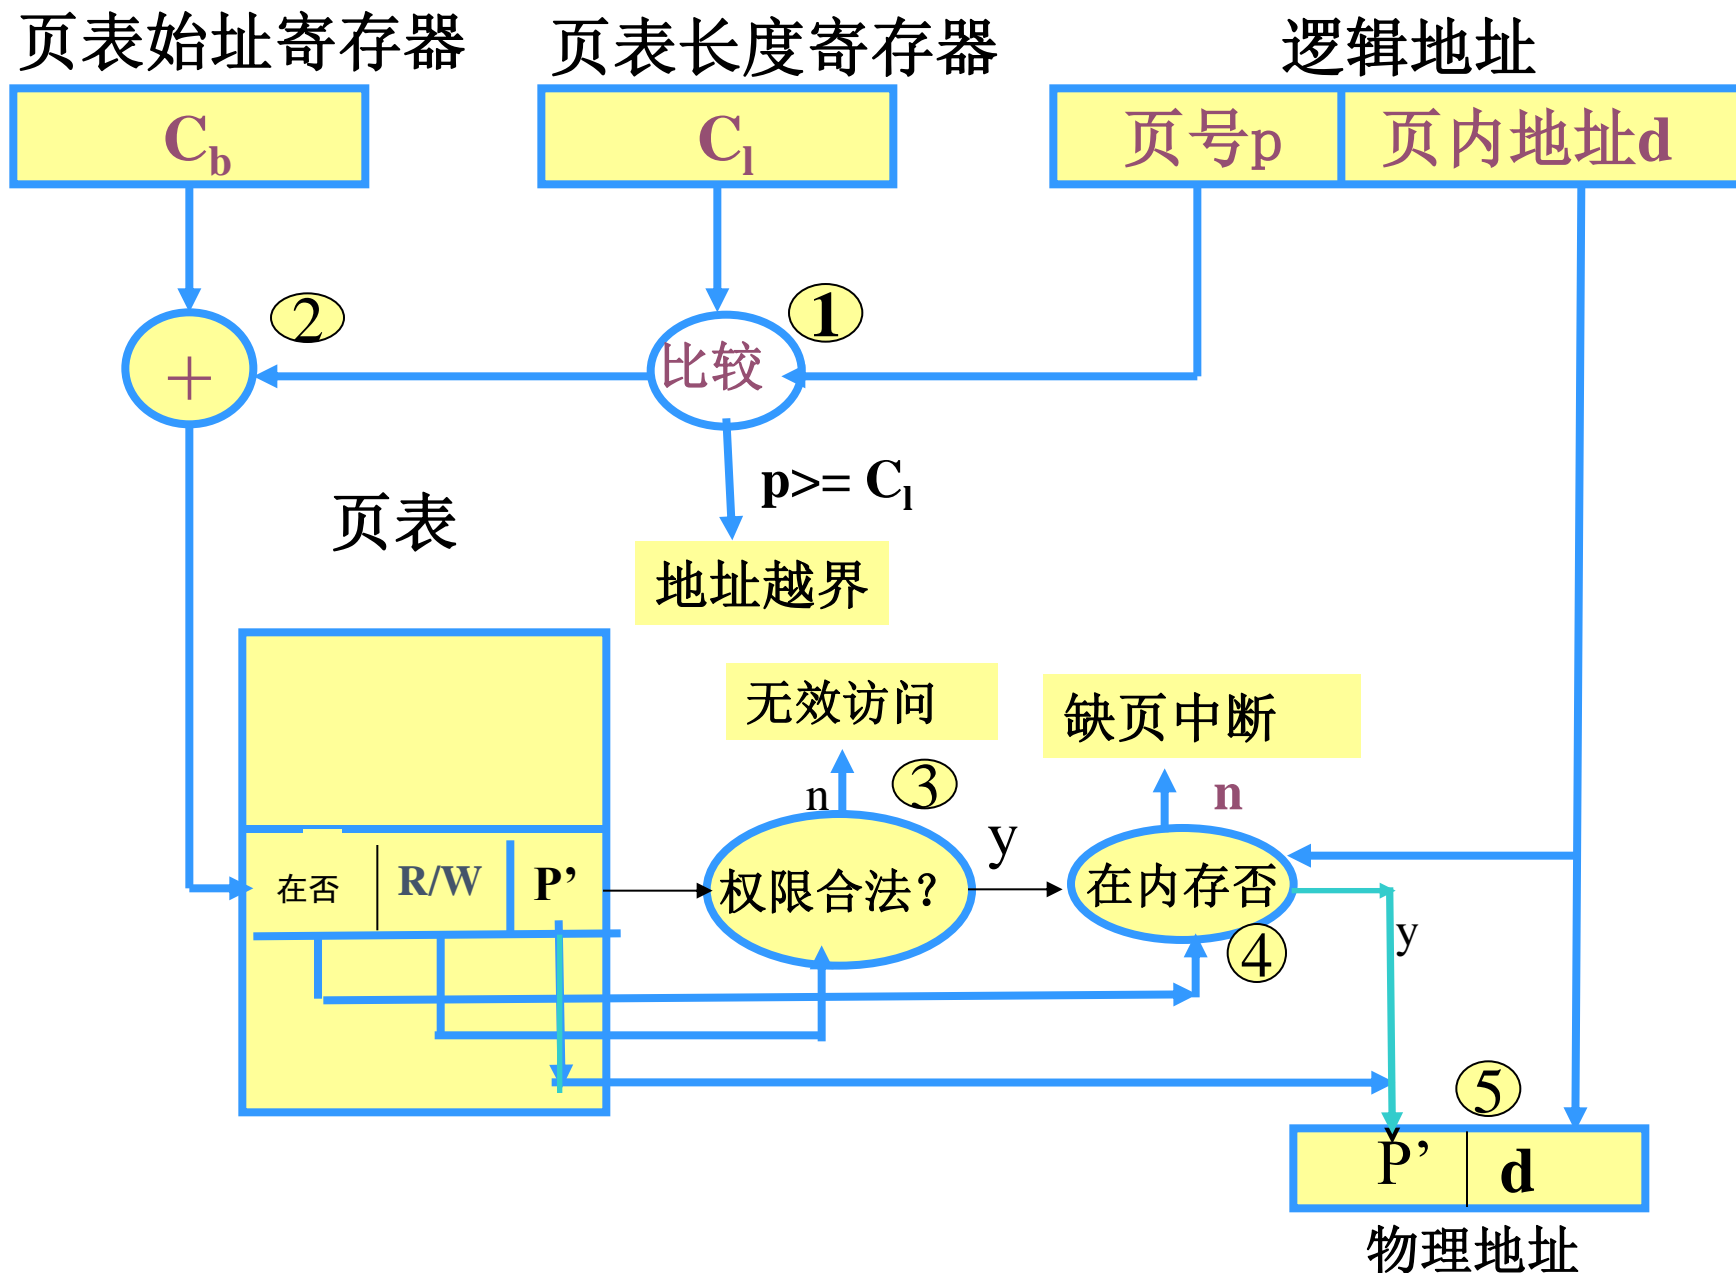 页表始址寄存器
页表长度寄存器
逻辑地址
Cb
Cl
页号p
页内地址d
②
①
+
比较
p>= Cl
页表
地址越界
无效访问
缺页中断
n
③
n
y
在否
R/W
P’
权限合法？
在内存否
④
y
⑤
P’
d
物理地址